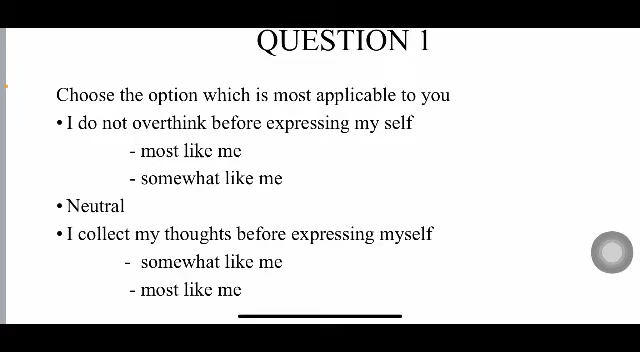 QUESTION 1
Choose the option which is most applicable to you
• I do not overthink before expressing my self
- most like me
- somewhat like me
• Neutral
• I collect my thoughts before expressing myself
- somewhat like me
- most like me